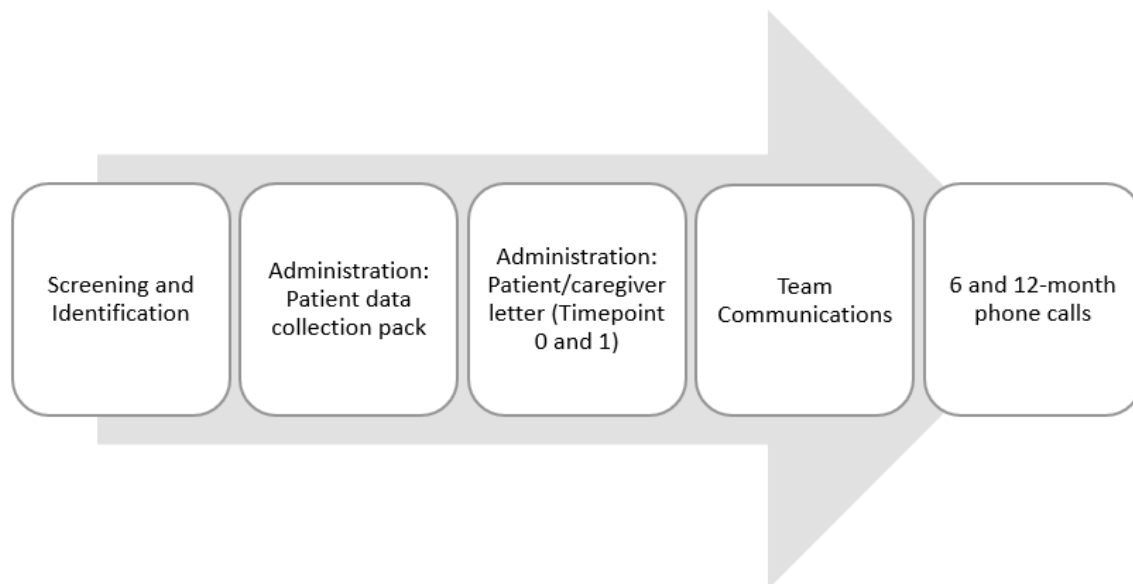 Screening and
Identification
Administration:
Patient data
collection pack
Administration:
Patient/caregiver
letter (Timepoint
0 and 1)
Team
Communications
6 and 12-month
phone calls